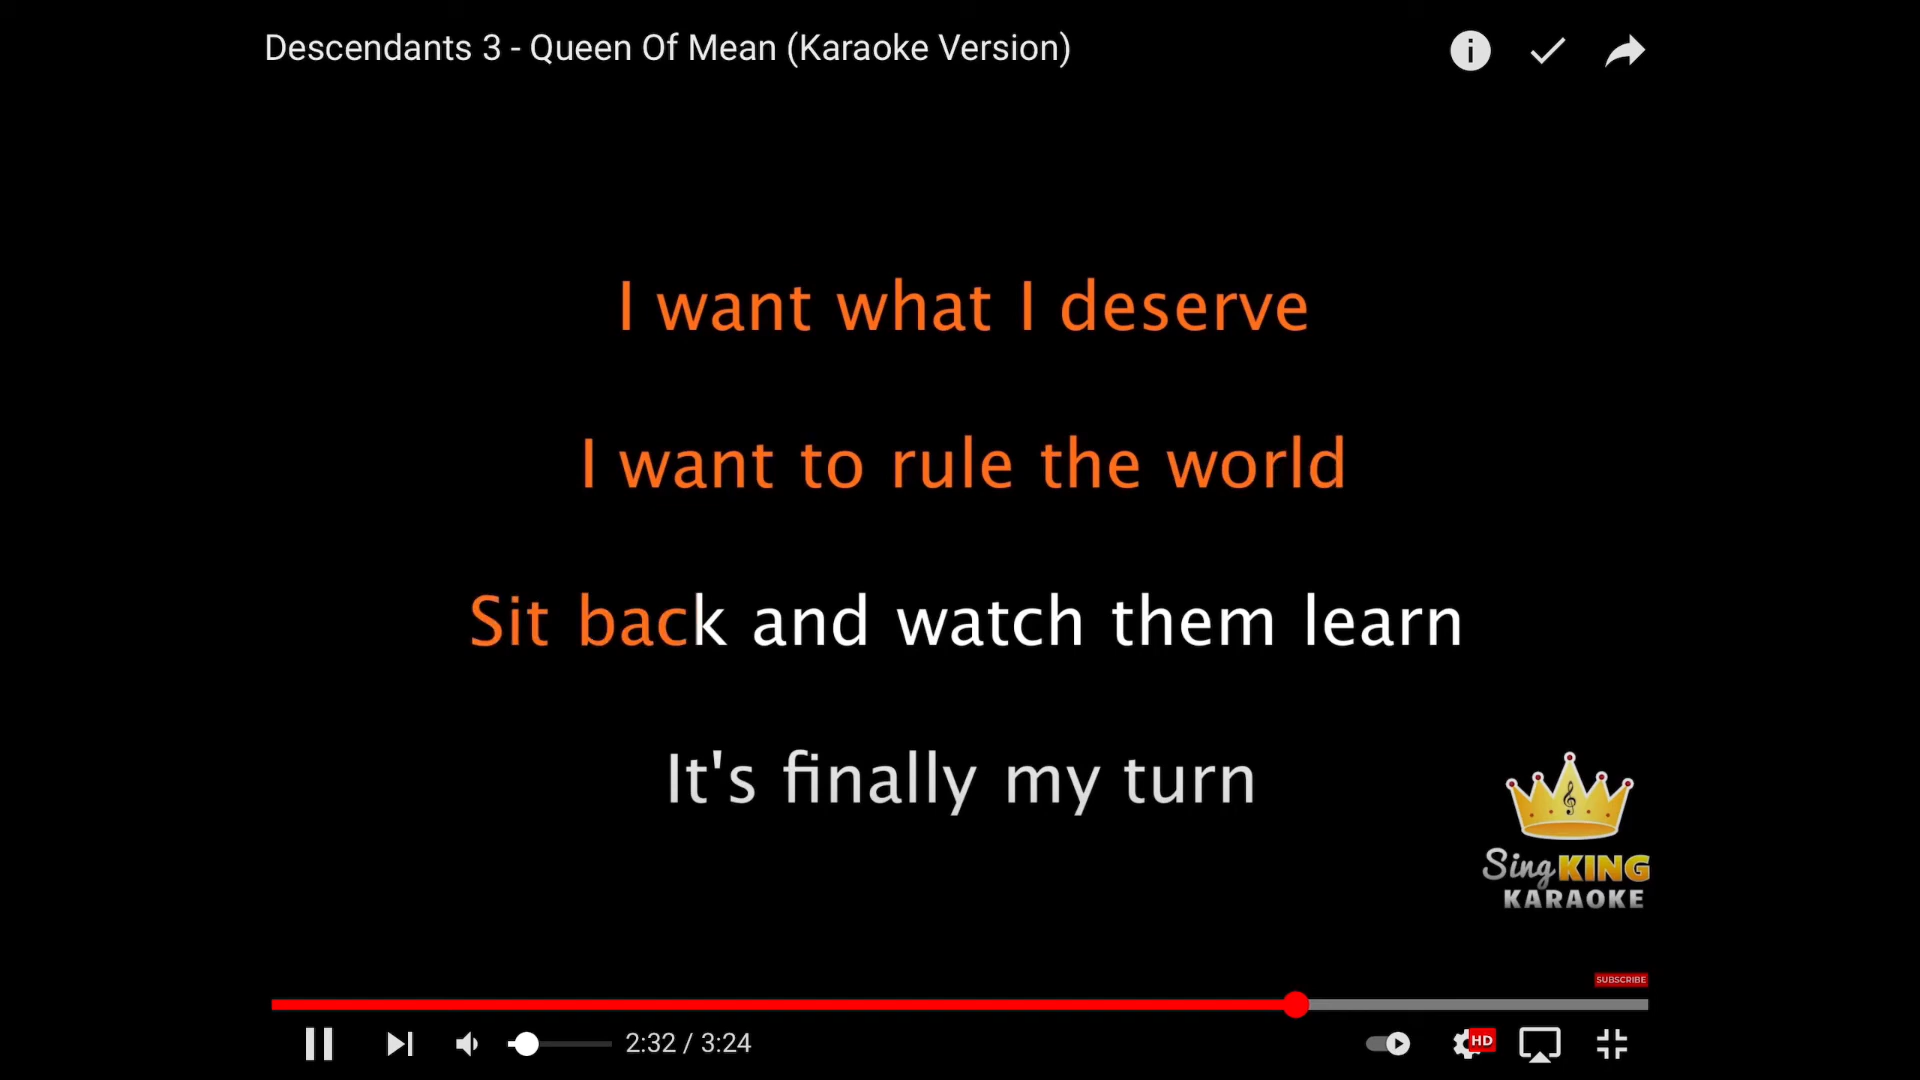 Descendants 3 - Queen Of Mean (Karaoke Version)
I want what I deserve
I want to rule the world
Sit back and watch them learn
It's finally my turn
Sing KING
KARAOKE
SUBSCRIBE
2:32 / 3:24
HD